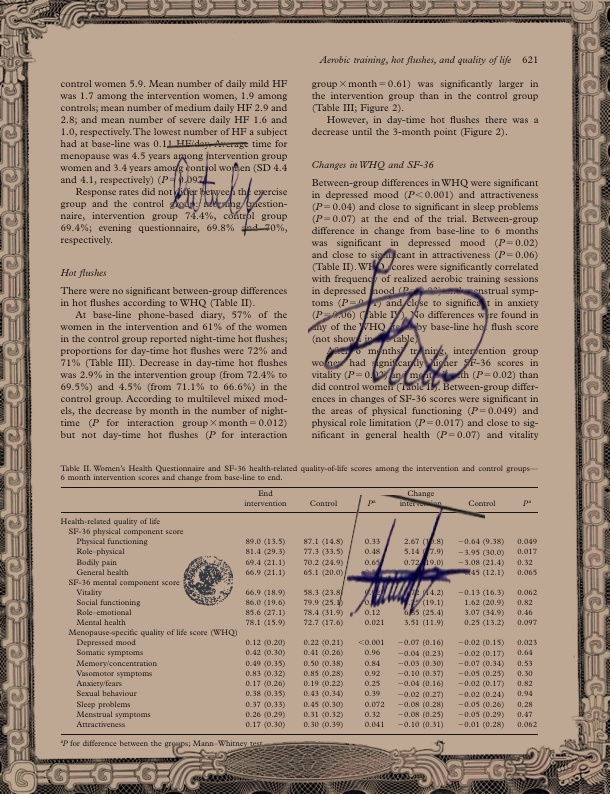 Aerobic training, hot flushes, and quality of life 621
control women 5.9. Mean number of daily mild HF
was 1.7 among the intervention women, 1.9 among
controls; mean number of medium daily HF 2.9 and
2.8; and mean number of severe daily HF 1.6 and
1.0, respectively. The lowest number of HF a subject
had at base-line was 0.11 HF/day. Average time for
menopause was 4.5 years among intervention group
women and 3.4 years among control women (SD 4.4
and 4.1, respectively) (P=0.097).
Response rates did not differ between the exercise
group and the control group: morning question-
naire, intervention group 74.4%, control group
69.4%; evening questionnaire, 69.8% and 70%,
respectively.
Hot flushes
There were no significant between-group differences
in hot flushes according to WHQ (Table II).
At base-line phone-based diary, 57% of the
women in the intervention and 61% of the women
in the control group reported night-time hot flushes;
proportions for day-time hot flushes were 72% and
71% (Table III). Decrease in day-time hot flushes
was 2.9% in the intervention group (from 72.4% to
69.5%) and 4.5% (from 71.1% to 66.6%) in the
control group. According to multilevel mixed mod-
els, the decrease by month in the number of night-
time (P for interaction group×month=0.012)
but not day-time hot flushes (P for interaction
group×month=0.61) was significantly larger in
the intervention group than in the control group
(Table III; Figure 2).
However, in day-time hot flushes there was a
decrease until the 3-month point (Figure 2).
Changes in WHQ and SF-36
Between-group differences in WHQ were significant
in depressed mood (P<0.001) and attractiveness
(P=0.04) and close to significant in sleep problems
(P=0.07) at the end of the trial. Between-group
difference in change from base-line to 6 months
was significant in depressed mood (P=0.02)
and close to significant in attractiveness (P=0.06)
(Table II). WHQ scores were significantly correlated
with frequency of realized aerobic training sessions
in depressed mood menstrual symp-
toms and close to significant in anxiety
(P=0.06) (Table IV). No differences were found in
any of the WHQ by base-line hot flush score
(not shown in table).
After 6 months training, intervention group
women had significantly higher SF-36 scores in
vitality (P=0.02) and mental health (P=0.02) than
did control women (Table II). Between-group differ-
ences in changes of SF-36 scores were significant in
the areas of physical functioning (P=0.049) and
physical role limitation (P=0.017) and close to sig-
nificant in general health (P=0.07) and vitality
Table II. Women's Health Questionnaire and SF-36 health-related quality-of-life scores among the intervention and control groups—
6 month intervention scores and change from base-line to end.
End Change
intervention Control Pᵃ intervention Control Pᵃ
Health-related quality of life
SF-36 physical component score
Physical functioning 89.0 (13.5) 87.1 (14.8) 0.33 2.67 (10.8) −0.64 (9.38) 0.049
Role–physical 81.4 (29.3) 77.3 (33.5) 0.48 5.14 −3.95 (30.0) 0.017
Bodily pain 69.4 (21.1) 70.2 (24.9) 0.65 0.72 (19.0) −3.08 (21.4) 0.32
General health 66.9 (21.1) 65.1 (20.0) (12.1) 0.065
SF-36 mental component score
Vitality 66.9 (18.9) 58.3 (23.8) (14.2) −0.13 (16.3) 0.062
Social functioning 86.0 (19.6) 79.9 (25.1) (19.1) 1.62 (20.9) 0.82
Role–emotional 85.6 (27.1) 78.4 (31.9) 0.12 (25.4) 3.07 (34.9) 0.46
Mental health 78.1 (15.9) 72.7 (17.6) 0.021 3.51 (11.9) 0.25 (13.2) 0.097
Menopause-specific quality of life score (WHQ)
Depressed mood 0.12 (0.20) 0.22 (0.21) <0.001 −0.07 (0.16) −0.02 (0.15) 0.023
Somatic symptoms 0.42 (0.30) 0.41 (0.26) 0.96 −0.04 (0.23) −0.02 (0.17) 0.64
Memory/concentration 0.49 (0.35) 0.50 (0.38) 0.84 −0.03 (0.30) −0.07 (0.34) 0.53
Vasomotor symptoms 0.83 (0.32) 0.85 (0.28) 0.92 −0.10 (0.37) −0.05 (0.25) 0.30
Anxiety/fears 0.17 (0.26) 0.19 (0.22) 0.25 −0.04 (0.16) −0.02 (0.17) 0.82
Sexual behaviour 0.38 (0.35) 0.43 (0.34) 0.39 −0.02 (0.27) −0.02 (0.24) 0.94
Sleep problems 0.37 (0.33) 0.45 (0.30) 0.072 −0.08 (0.28) −0.05 (0.26) 0.28
Menstrual symptoms 0.26 (0.29) 0.31 (0.32) 0.32 −0.08 (0.25) −0.05 (0.29) 0.47
Attractiveness 0.17 (0.30) 0.30 (0.39) 0.041 −0.10 (0.31) −0.01 (0.28) 0.062
ᵃP for difference between the groups; Mann–Whitney test.